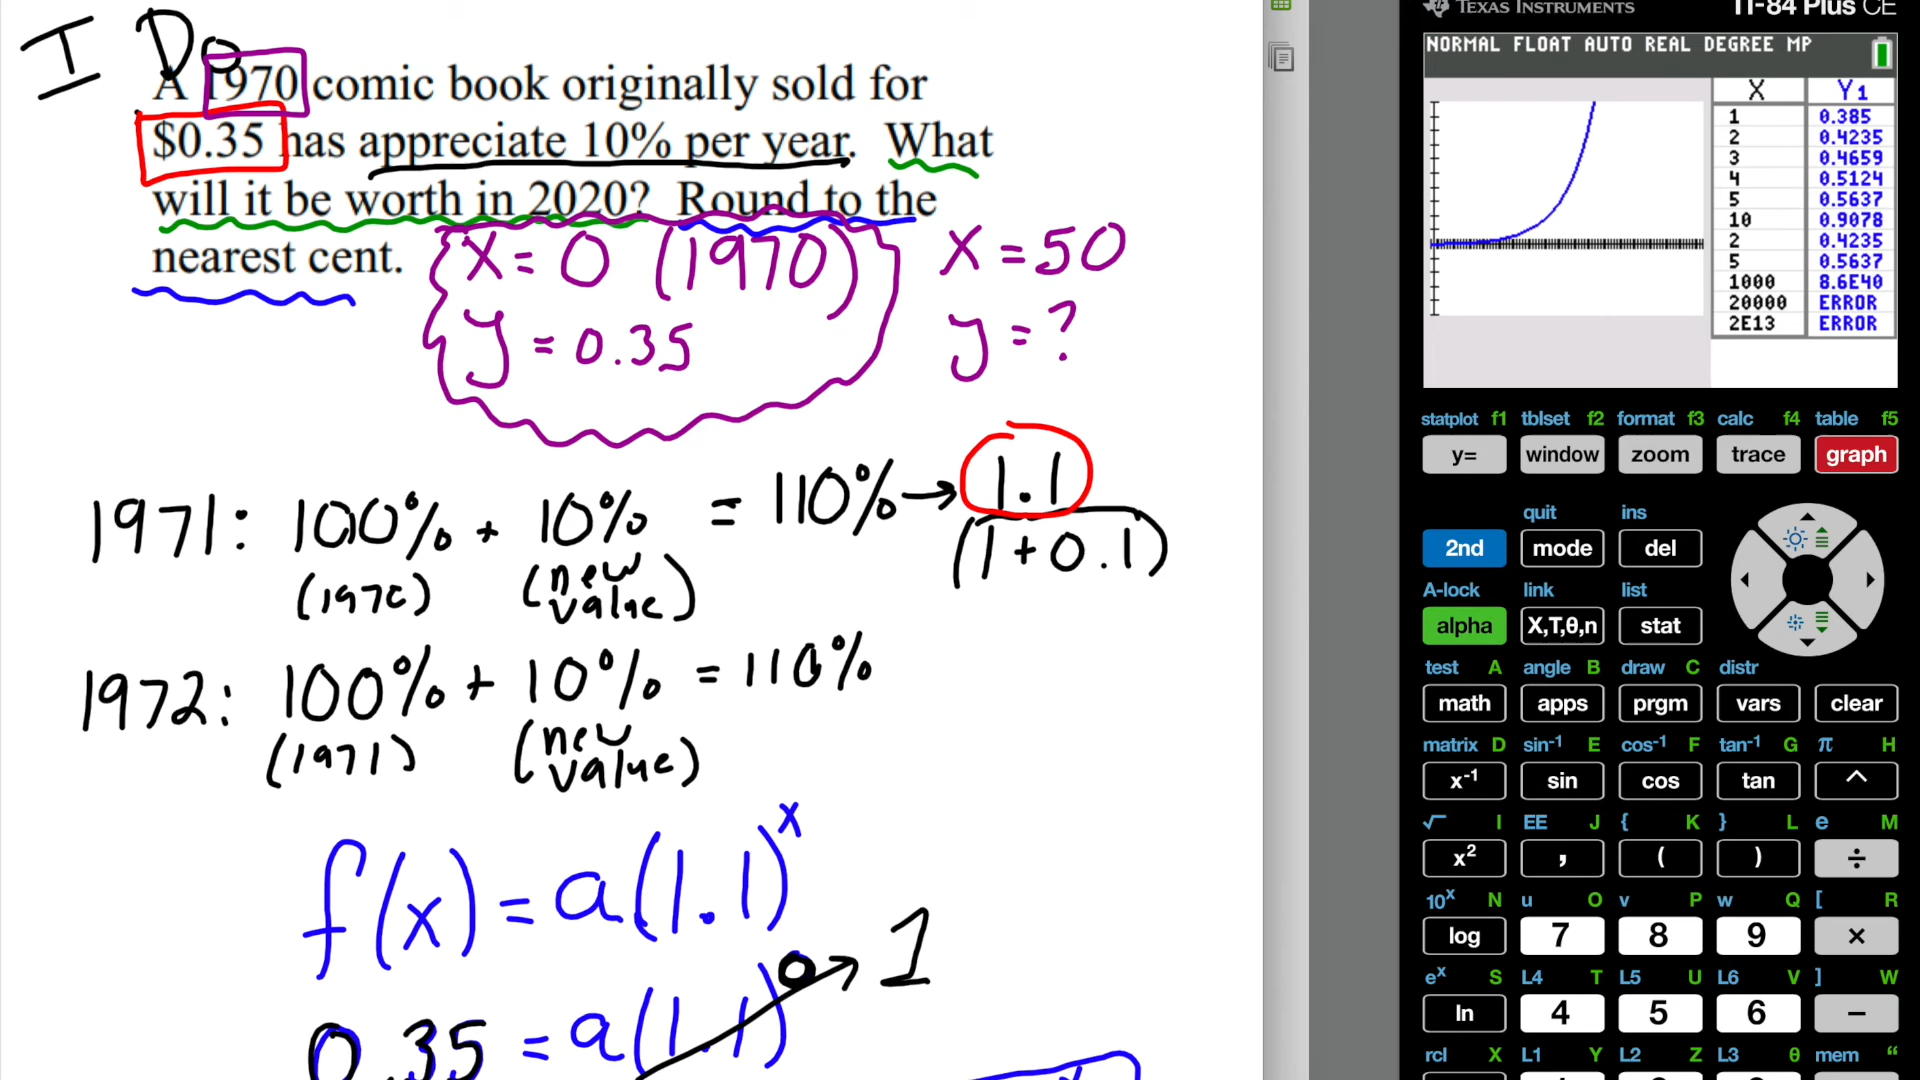 I Do
A 1970 comic book originally sold for
$0.35 has appreciate 10% per year. What
will it be worth in 2020? Round to the
nearest cent.
x = 0 (1970)
y = 0.35
x = 50
y = ?
1971: 100% + 10% = 110% → 1.1
(1970) (new value) (1 + 0.1)
1972: 100% + 10% = 110%
(1971) (new value)
f(x) = a(1.1)^x
0.35 = a(1.1)^0 → 1
TEXAS INSTRUMENTS TI-84 Plus CE
NORMAL FLOAT AUTO REAL DEGREE MP
X Y1
1 0.385
2 0.4235
3 0.4659
4 0.5124
5 0.5637
10 0.9078
2 0.4235
5 0.5637
1000 8.6E40
20000 ERROR
2E13 ERROR
statplot f1 tblset f2 format f3 calc f4 table f5
y= window zoom trace graph
quit ins
2nd mode del
A-lock link list
alpha X,T,θ,n stat
test A angle B draw C distr
math apps prgm vars clear
matrix D sin⁻¹ E cos⁻¹ F tan⁻¹ G π H
x⁻¹ sin cos tan ^
√ I EE J { K } L e M
x² , ( ) ÷
10ˣ N u O v P w Q [ R
log 7 8 9 ×
eˣ S L4 T L5 U L6 V ] W
ln 4 5 6 −
rcl X L1 Y L2 Z L3 θ mem “